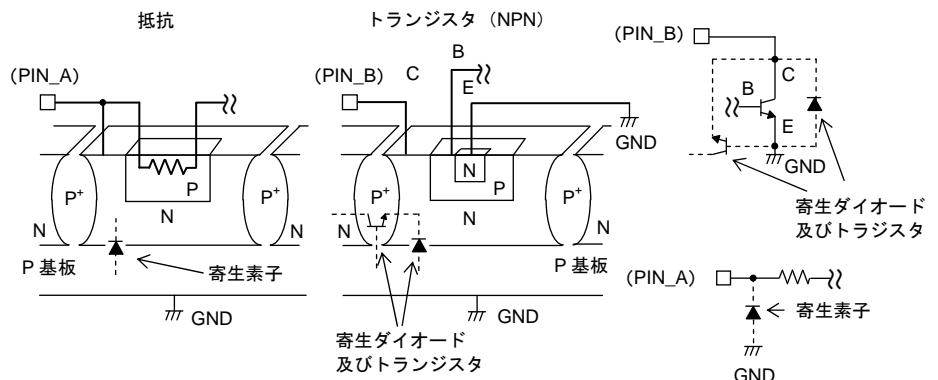 抵抗
(PIN_A)
P+
P
P+
N
N
N
P 基板
寄生素子
GND
トランジスタ (NPN)
(PIN_B)
C
B
E
GND
P+
N
P
P+
N
N
N
P 基板
GND
寄生ダイオード
及びトランジスタ
(PIN_B)
C
B
E
GND
寄生ダイオード
及びトラジスタ
(PIN_A)
寄生素子
GND